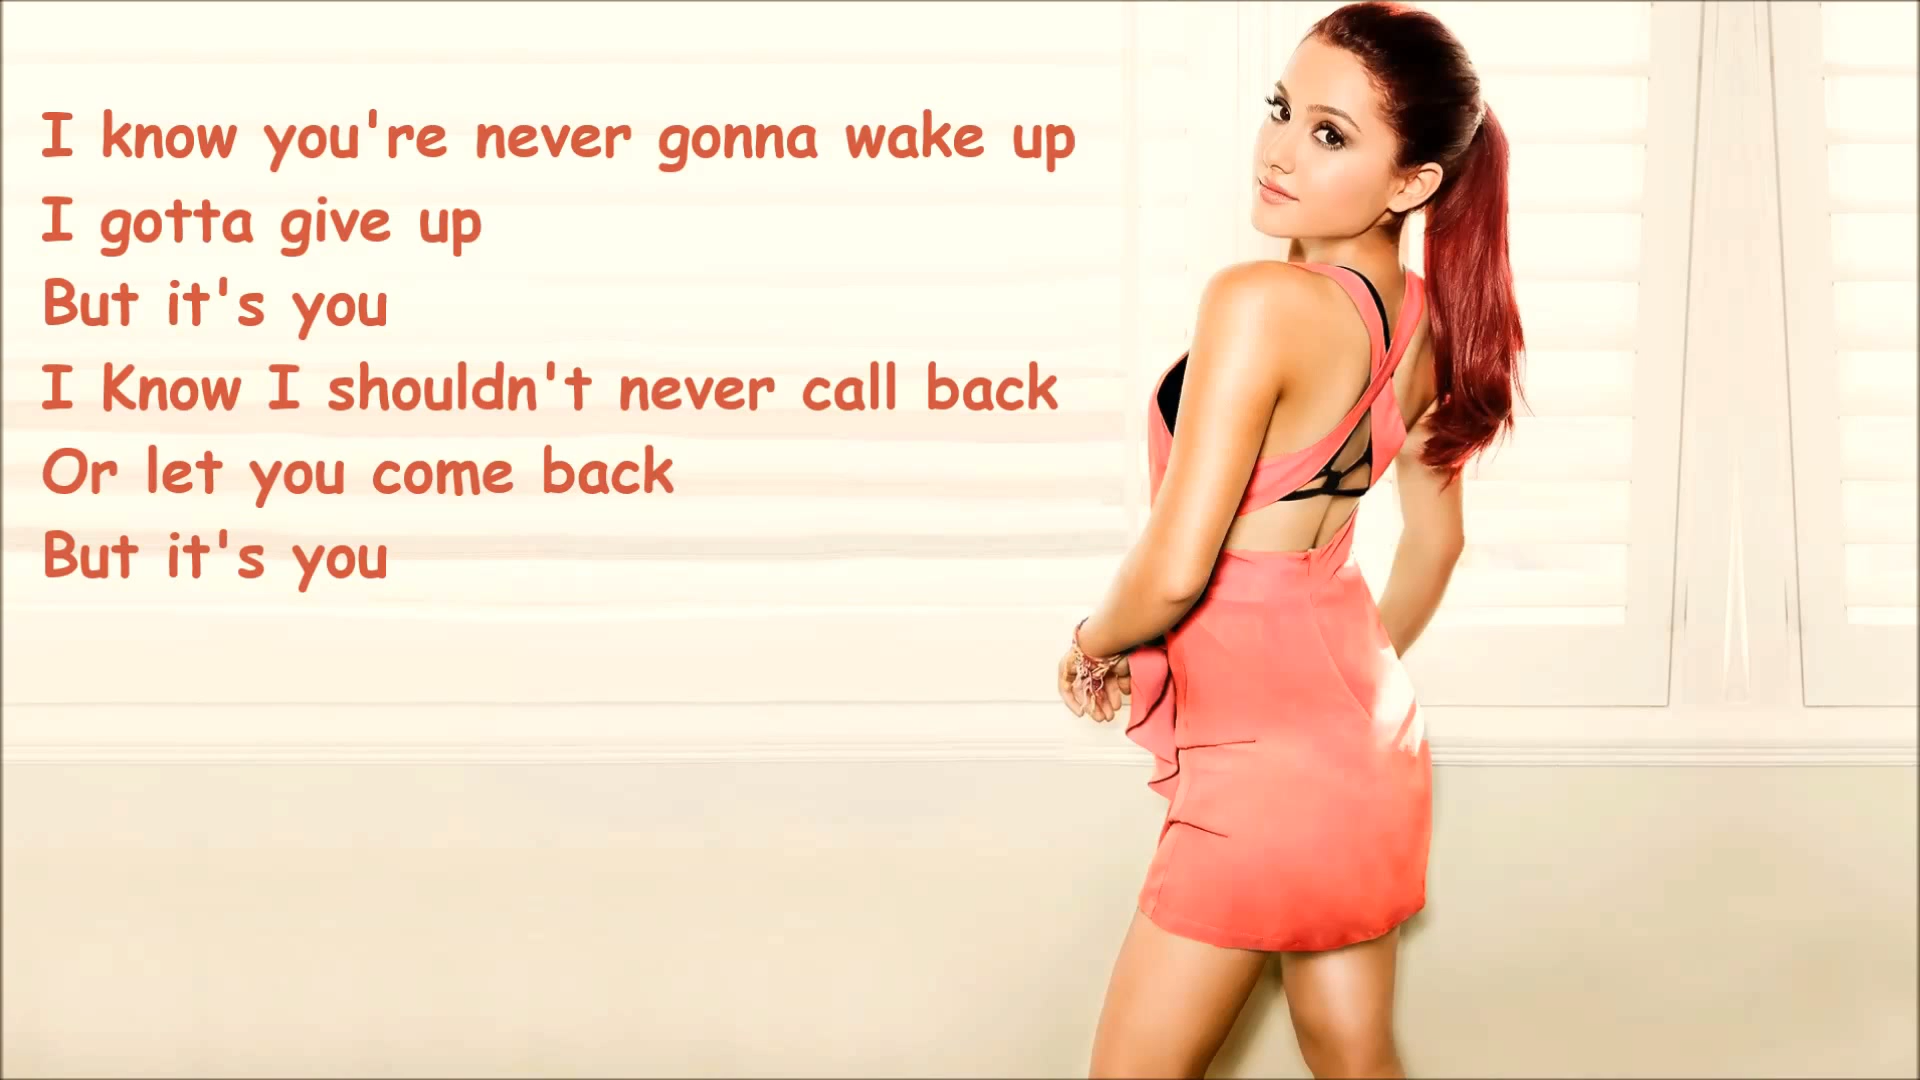 I know you're never gonna wake up
I gotta give up
But it's you
I Know I shouldn't never call back
Or let you come back
But it's you